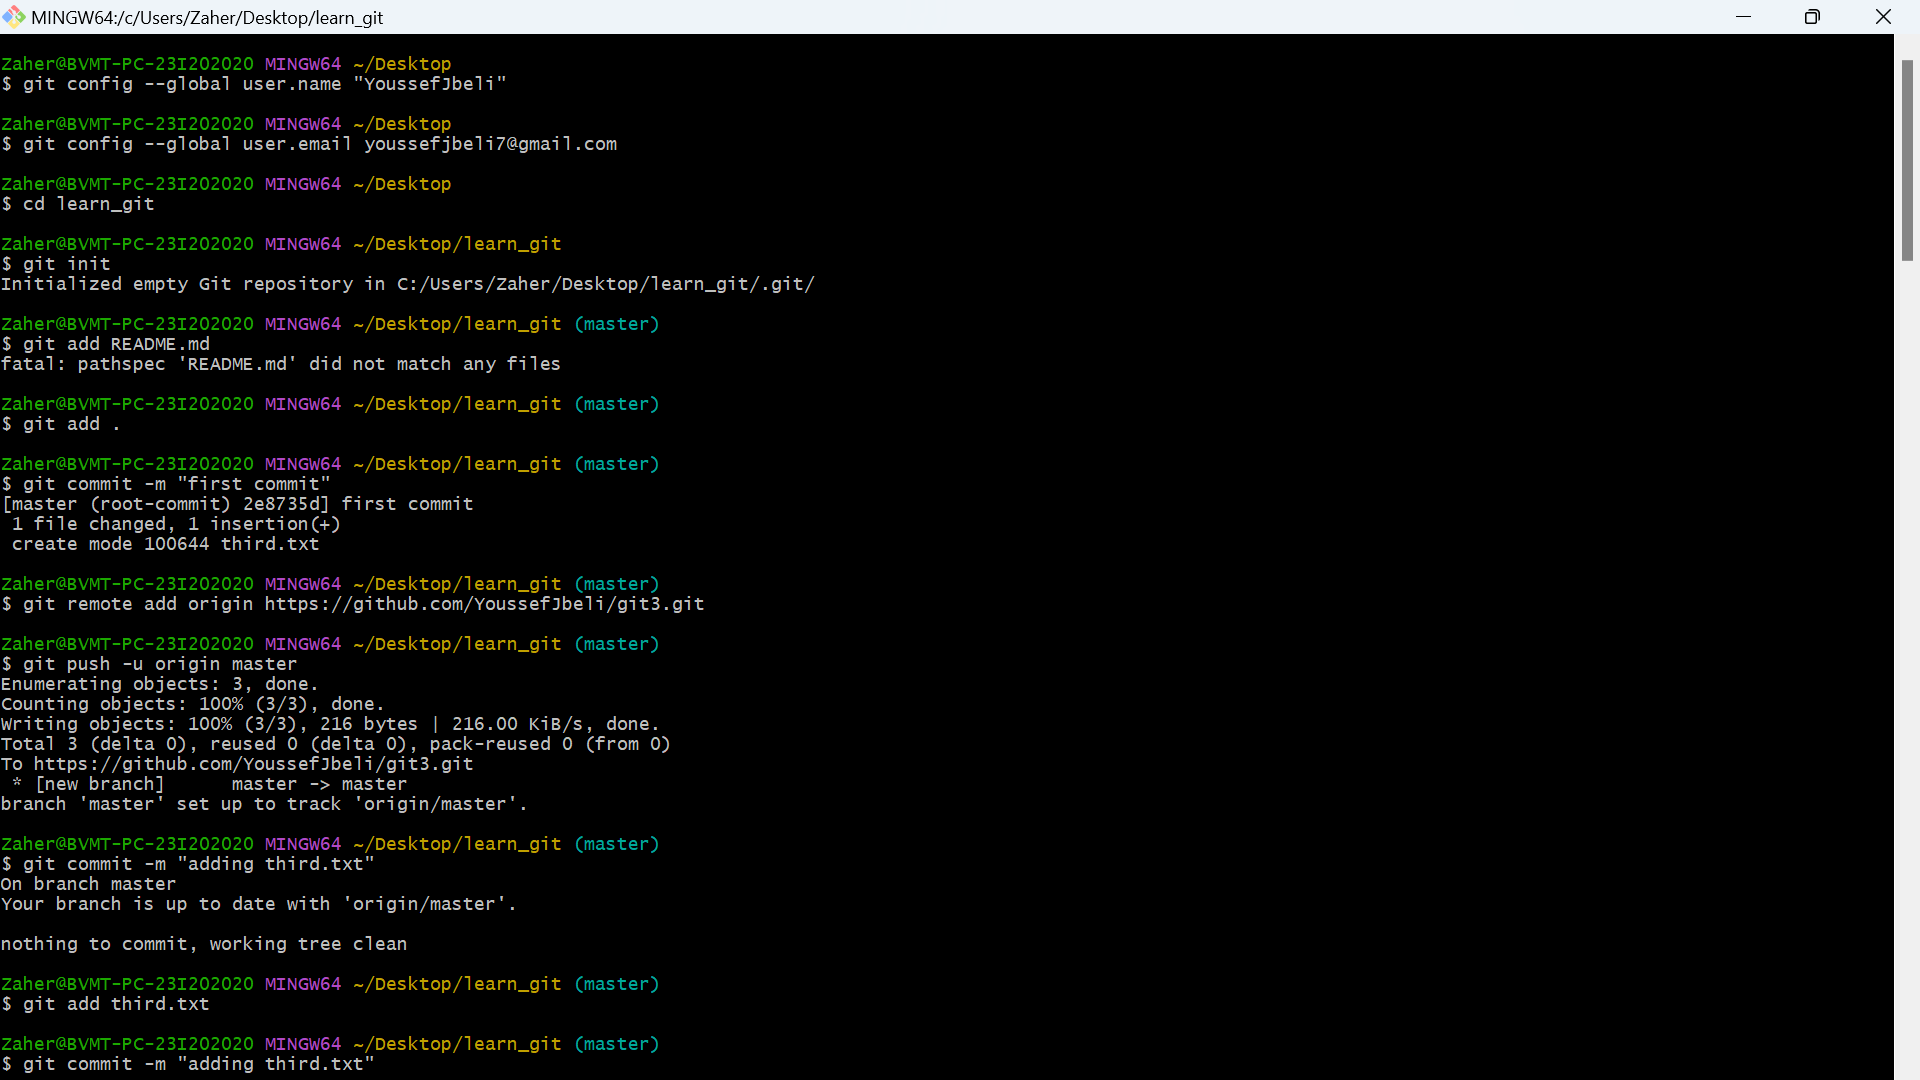 MINGW64:/c/Users/Zaher/Desktop/learn_git
Zaher@BVMT-PC-23I202020 MINGW64 ~/Desktop
$ git config --global user.name "YoussefJbeli"
Zaher@BVMT-PC-23I202020 MINGW64 ~/Desktop
$ git config --global user.email youssefjbeli7@gmail.com
Zaher@BVMT-PC-23I202020 MINGW64 ~/Desktop
$ cd learn_git
Zaher@BVMT-PC-23I202020 MINGW64 ~/Desktop/learn_git
$ git init
Initialized empty Git repository in C:/Users/Zaher/Desktop/learn_git/.git/
Zaher@BVMT-PC-23I202020 MINGW64 ~/Desktop/learn_git (master)
$ git add README.md
fatal: pathspec 'README.md' did not match any files
Zaher@BVMT-PC-23I202020 MINGW64 ~/Desktop/learn_git (master)
$ git add .
Zaher@BVMT-PC-23I202020 MINGW64 ~/Desktop/learn_git (master)
$ git commit -m "first commit"
[master (root-commit) 2e8735d] first commit
 1 file changed, 1 insertion(+)
 create mode 100644 third.txt
Zaher@BVMT-PC-23I202020 MINGW64 ~/Desktop/learn_git (master)
$ git remote add origin https://github.com/YoussefJbeli/git3.git
Zaher@BVMT-PC-23I202020 MINGW64 ~/Desktop/learn_git (master)
$ git push -u origin master
Enumerating objects: 3, done.
Counting objects: 100% (3/3), done.
Writing objects: 100% (3/3), 216 bytes | 216.00 KiB/s, done.
Total 3 (delta 0), reused 0 (delta 0), pack-reused 0 (from 0)
To https://github.com/YoussefJbeli/git3.git
 * [new branch]      master -> master
branch 'master' set up to track 'origin/master'.
Zaher@BVMT-PC-23I202020 MINGW64 ~/Desktop/learn_git (master)
$ git commit -m "adding third.txt"
On branch master
Your branch is up to date with 'origin/master'.
nothing to commit, working tree clean
Zaher@BVMT-PC-23I202020 MINGW64 ~/Desktop/learn_git (master)
$ git add third.txt
Zaher@BVMT-PC-23I202020 MINGW64 ~/Desktop/learn_git (master)
$ git commit -m "adding third.txt"